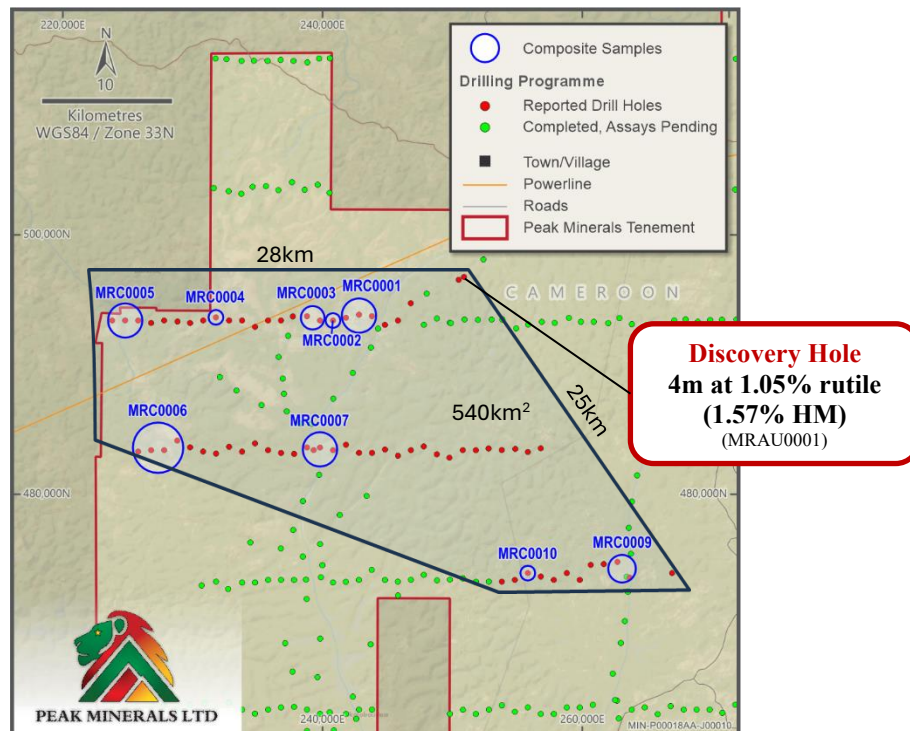 220,000E
240,000E
N
10
Kilometres
WGS84 / Zone 33N
Composite Samples
Drilling Programme
Reported Drill Holes
Completed, Assays Pending
Town/Village
Powerline
Roads
Peak Minerals Tenement
500,000N
28km
CAMEROON
MRC0005
MRC0004
MRC0003
MRC0001
MRC0002
Discovery Hole
4m at 1.05% rutile
(1.57% HM)
(MRAU0001)
25km
540km²
MRC0006
MRC0007
480,000N
480,000N
MRC0010
MRC0009
PEAK MINERALS LTD
240,000E
260,000E
MIN-P00018AA-J00010